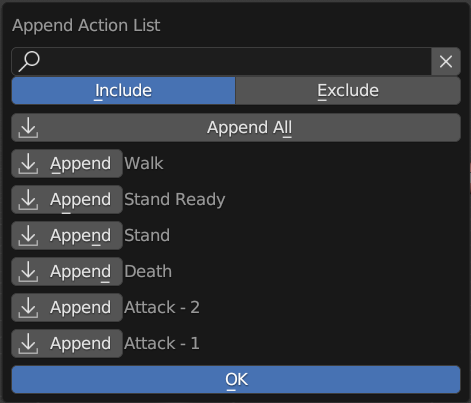 Append Action List
Include Exclude
Append All
Append Walk
Append Stand Ready
Append Stand
Append Death
Append Attack - 2
Append Attack - 1
OK